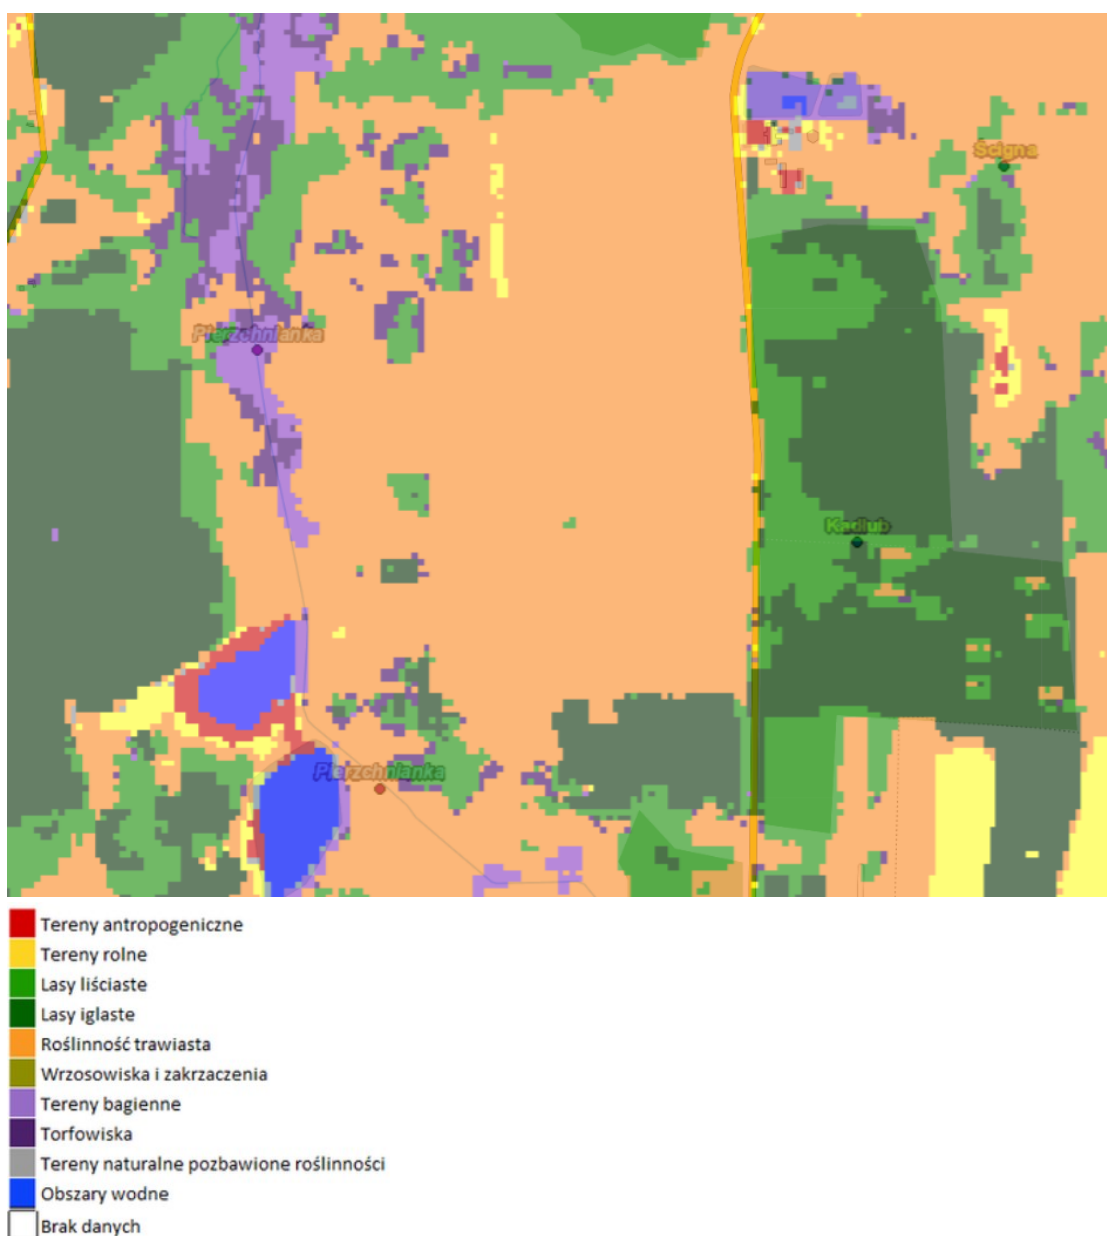 Ścigna
Pierzchnianka
Kadłub
Pierzchnianka
Tereny antropogeniczne
Tereny rolne
Lasy liściaste
Lasy iglaste
Roślinność trawiasta
Wrzosowiska i zakrzaczenia
Tereny bagienne
Torfowiska
Tereny naturalne pozbawione roślinności
Obszary wodne
Brak danych